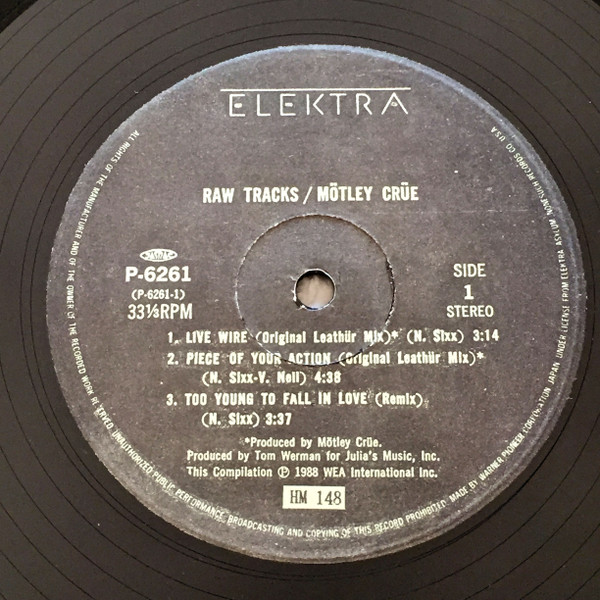 ELEKTRA
RAW TRACKS / MÖTLEY CRÜE
JASRAC
P-6261
(P-6261-1)
33⅓RPM
SIDE
1
STEREO
1. LIVE WIRE (Original Leathür Mix)* (N. Sixx) 3:14
2. PIECE OF YOUR ACTION (Original Leathür Mix)*
(N. Sixx-V. Neil) 4:38
3. TOO YOUNG TO FALL IN LOVE (Remix)
(N. Sixx) 3:37
*Produced by Mötley Crüe.
Produced by Tom Werman for Julia's Music, Inc.
This Compilation ℗ 1988 WEA International Inc.
HM 148
ALL RIGHTS OF THE MANUFACTURER AND OF THE OWNER OF THE RECORDED WORK RESERVED. UNAUTHORIZED PUBLIC PERFORMANCE, BROADCASTING AND COPYING OF THIS RECORD PROHIBITED. MADE BY WARNER-PIONEER CORPORATION JAPAN UNDER LICENSE FROM ELEKTRA ASYLUM NONESUCH RECORDS CO. U.S.A